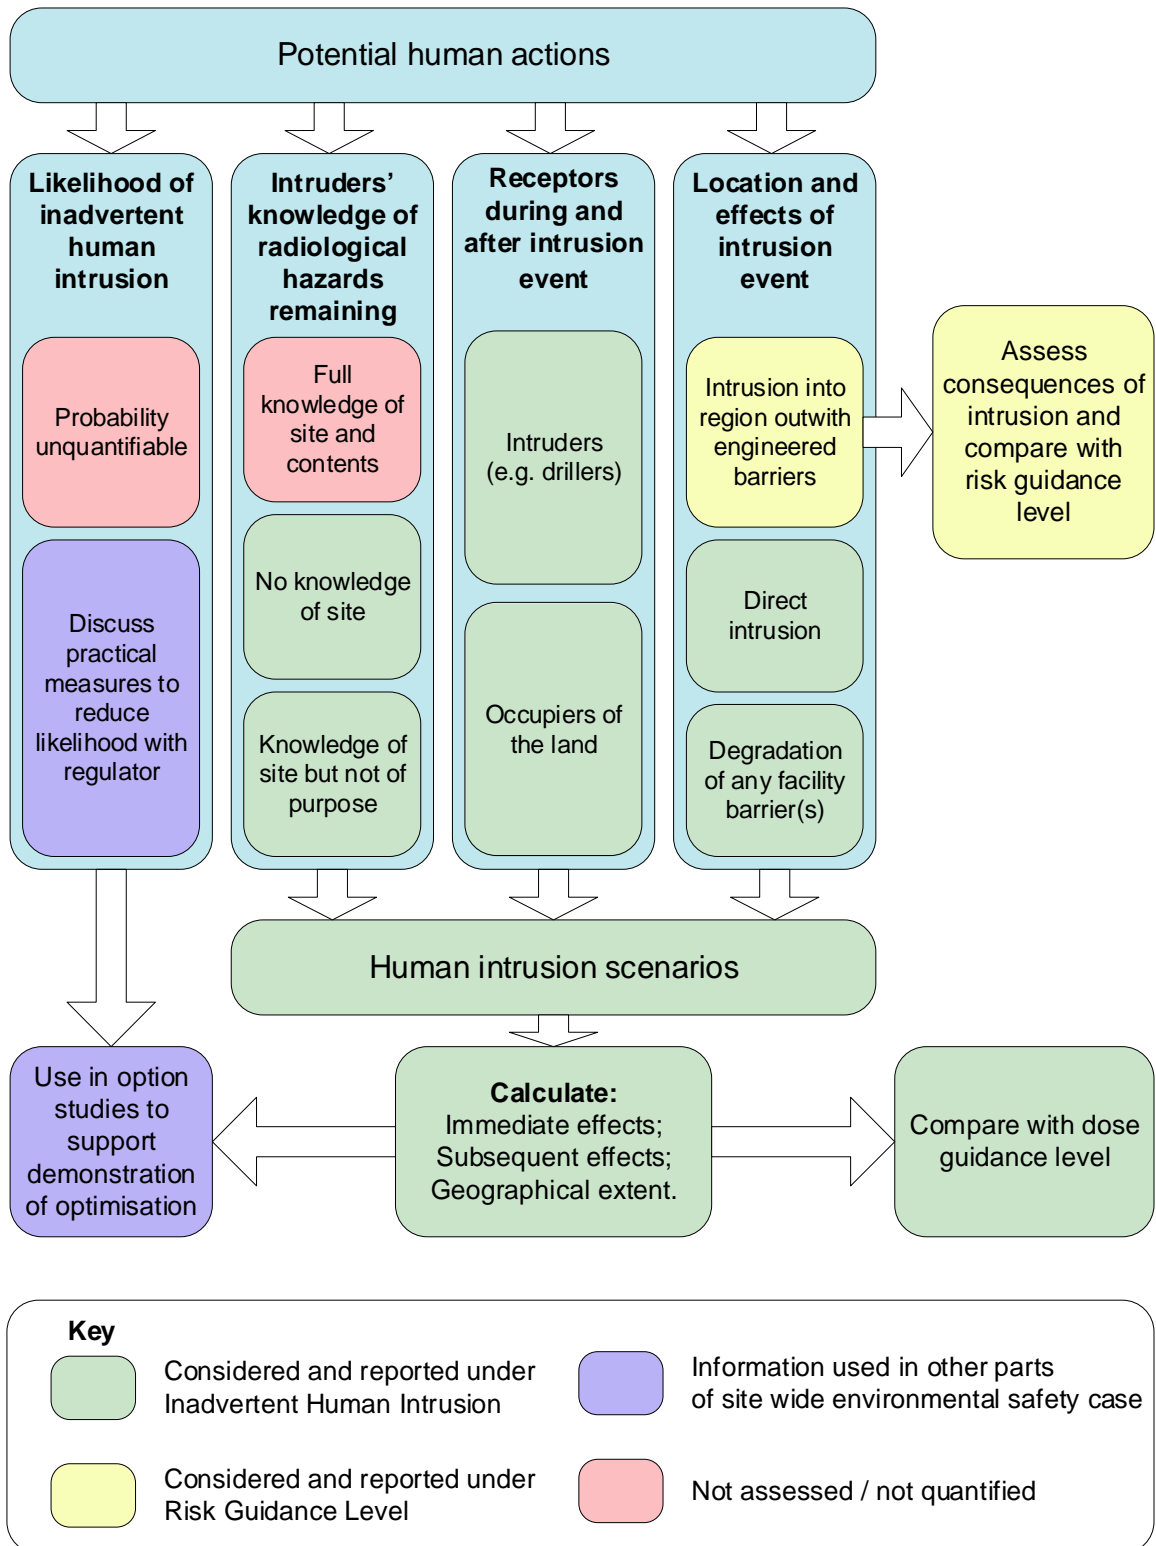 Potential human actions
Likelihood of
inadvertent
human
intrusion
Probability
unquantifiable
Discuss
practical
measures to
reduce
likelihood with
regulator
Intruders’
knowledge of
radiological
hazards
remaining
Full
knowledge of
site and
contents
No knowledge
of site
Knowledge of
site but not of
purpose
Receptors
during and
after intrusion
event
Intruders
(e.g. drillers)
Occupiers of
the land
Location and
effects of
intrusion
event
Intrusion into
region outwith
engineered
barriers
Direct
intrusion
Degradation
of any facility
barrier(s)
Assess
consequences of
intrusion and
compare with
risk guidance
level
Human intrusion scenarios
Use in option
studies to
support
demonstration
of optimisation
Calculate:
Immediate effects;
Subsequent effects;
Geographical extent.
Compare with dose
guidance level
Key
Considered and reported under
Inadvertent Human Intrusion
Information used in other parts
of site wide environmental safety case
Considered and reported under
Risk Guidance Level
Not assessed / not quantified